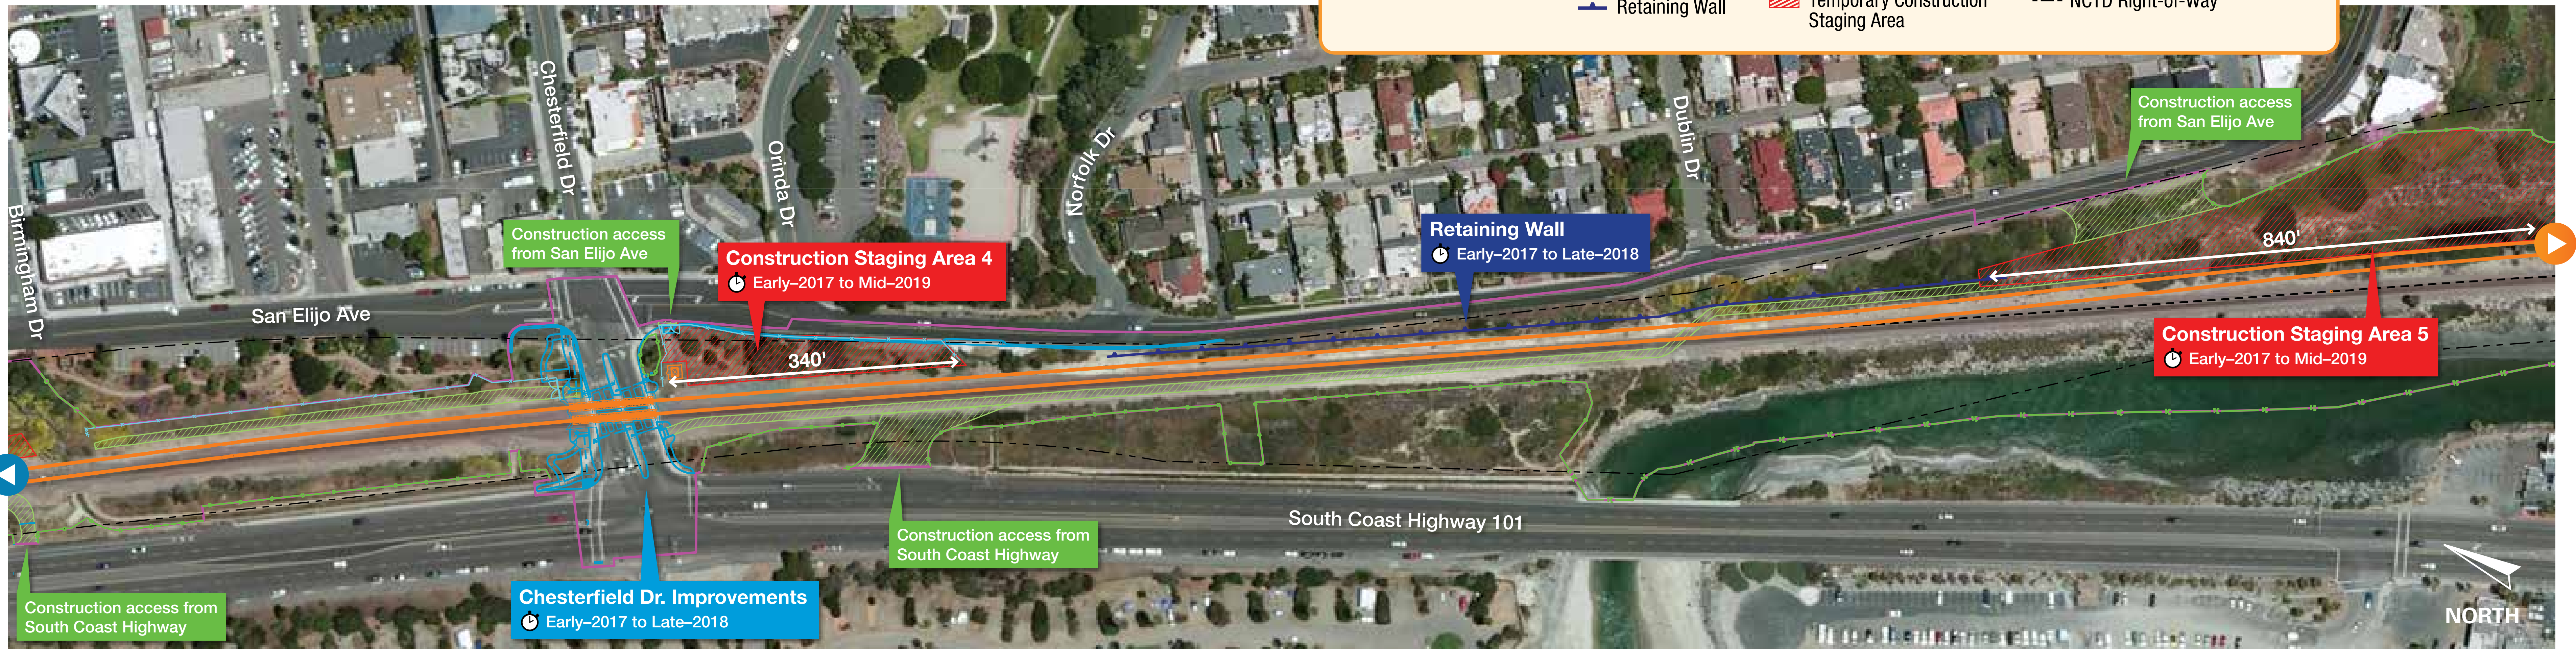 Retaining Wall
Temporary Construction
Staging Area
NCTD Right-of-Way
Chesterfield Dr
Orinda Dr
Norfolk Dr
Dublin Dr
Birmingham Dr
San Elijo Ave
Construction access
from San Elijo Ave
Construction Staging Area 4
Early–2017 to Mid–2019
340'
Retaining Wall
Early–2017 to Late–2018
Construction access
from San Elijo Ave
840'
Construction Staging Area 5
Early–2017 to Mid–2019
South Coast Highway 101
Construction access from
South Coast Highway
Chesterfield Dr. Improvements
Early–2017 to Late–2018
Construction access from
South Coast Highway
NORTH